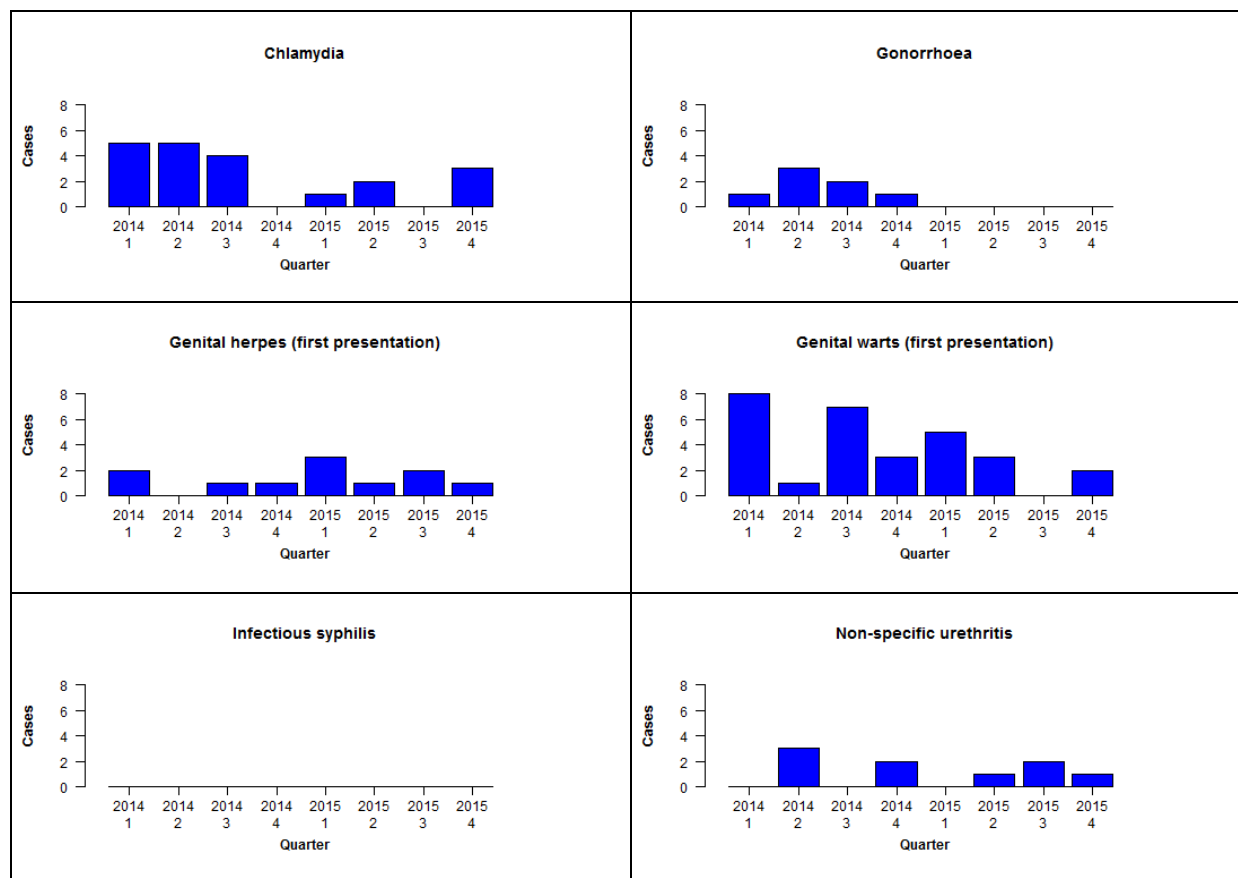 Chlamydia
Cases
8
6
4
2
0
2014 2014 2014 2014 2015 2015 2015 2015
1 2 3 4 1 2 3 4
Quarter
Gonorrhoea
Cases
8
6
4
2
0
2014 2014 2014 2014 2015 2015 2015 2015
1 2 3 4 1 2 3 4
Quarter
Genital herpes (first presentation)
Cases
8
6
4
2
0
2014 2014 2014 2014 2015 2015 2015 2015
1 2 3 4 1 2 3 4
Quarter
Genital warts (first presentation)
Cases
8
6
4
2
0
2014 2014 2014 2014 2015 2015 2015 2015
1 2 3 4 1 2 3 4
Quarter
Infectious syphilis
Cases
8
6
4
2
0
2014 2014 2014 2014 2015 2015 2015 2015
1 2 3 4 1 2 3 4
Quarter
Non-specific urethritis
Cases
8
6
4
2
0
2014 2014 2014 2014 2015 2015 2015 2015
1 2 3 4 1 2 3 4
Quarter